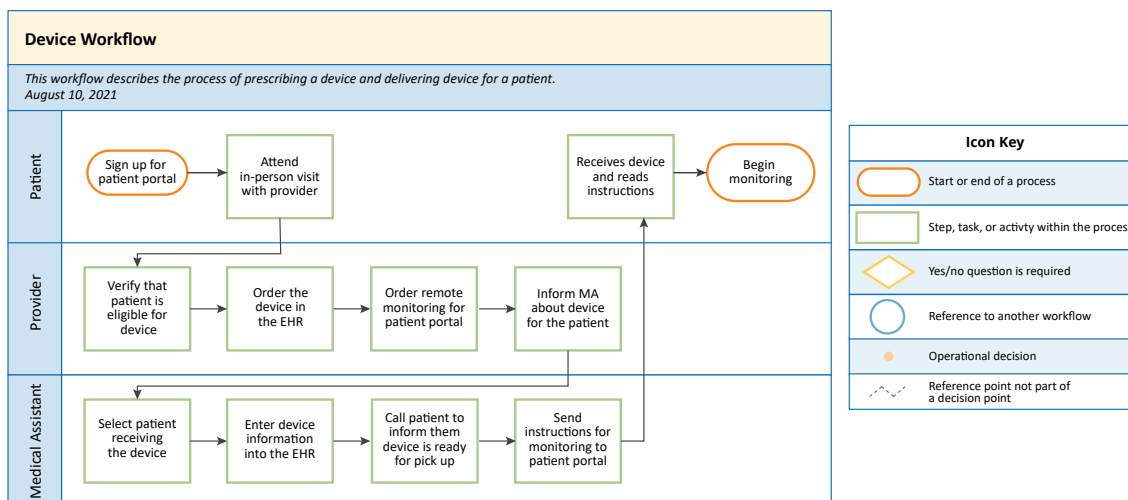 Device Workflow
This workflow describes the process of prescribing a device and delivering device for a patient.
August 10, 2021
Patient
Sign up for
patient portal
Attend
in-person visit
with provider
Receives device
and reads
instructions
Begin
monitoring
Provider
Verify that
patient is
eligible for
device
Order the
device in
the EHR
Order remote
monitoring for
patient portal
Inform MA
about device
for the patient
Medical Assistant
Select patient
receiving
the device
Enter device
information
into the EHR
Call patient to
inform them
device is ready
for pick up
Send
instructions for
monitoring to
patient portal
Icon Key
Start or end of a process
Step, task, or activty within the proces
Yes/no question is required
Reference to another workflow
Operational decision
Reference point not part of
a decision point